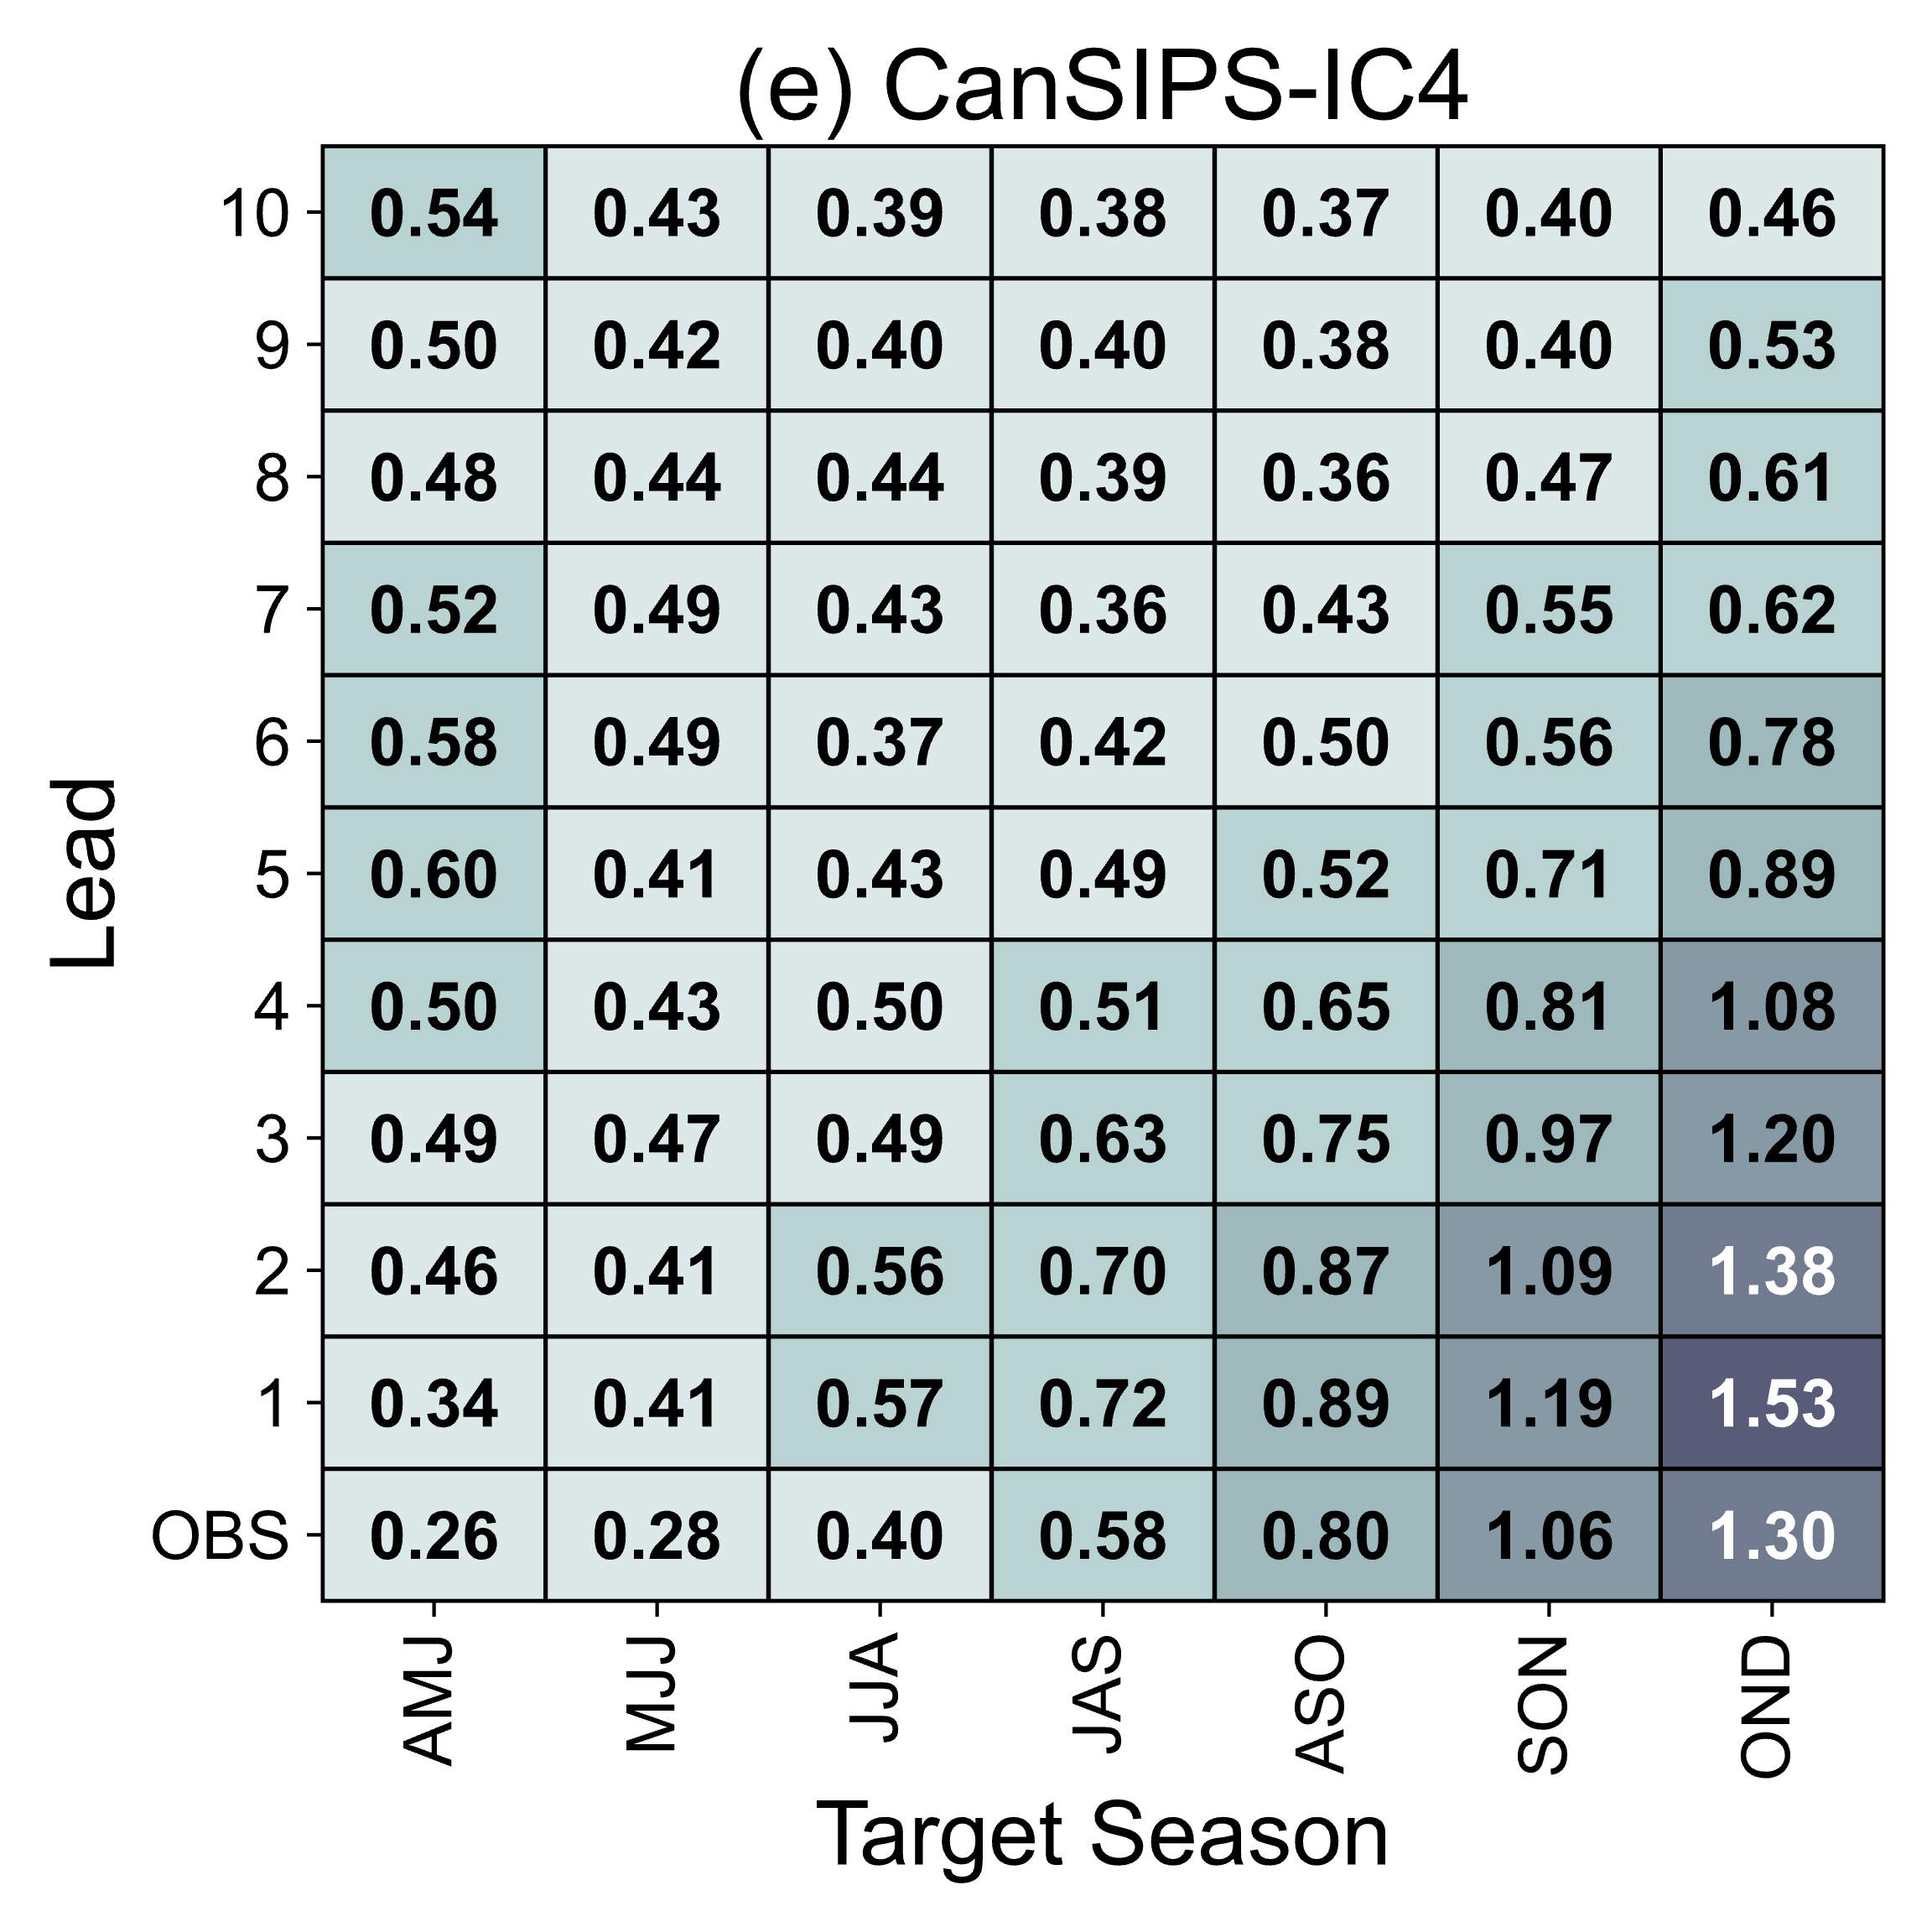 (e) CanSIPS-IC4
10 0.54 0.43 0.39 0.38 0.37 0.40 0.46
9 0.50 0.42 0.40 0.40 0.38 0.40 0.53
8 0.48 0.44 0.44 0.39 0.36 0.47 0.61
7 0.52 0.49 0.43 0.36 0.43 0.55 0.62
6 0.58 0.49 0.37 0.42 0.50 0.56 0.78
5 0.60 0.41 0.43 0.49 0.52 0.71 0.89
4 0.50 0.43 0.50 0.51 0.65 0.81 1.08
3 0.49 0.47 0.49 0.63 0.75 0.97 1.20
2 0.46 0.41 0.56 0.70 0.87 1.09 1.38
1 0.34 0.41 0.57 0.72 0.89 1.19 1.53
OBS 0.26 0.28 0.40 0.58 0.80 1.06 1.30
Lead
AMJ MJJ JJA JAS ASO SON OND
Target Season